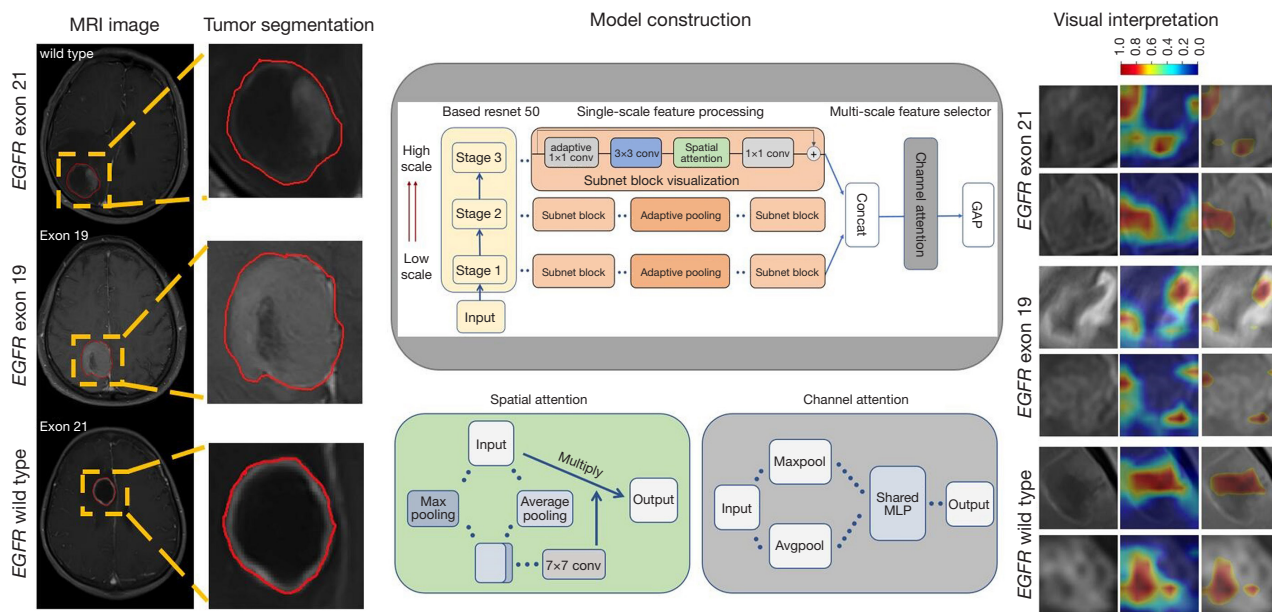 MRI image
Tumor segmentation
Model construction
Visual interpretation
EGFR exon 21
wild type
EGFR exon 19
Exon 19
EGFR wild type
Exon 21
Based resnet 50
Single-scale feature processing
Multi-scale feature selector
High
scale
Low
scale
Stage 3
Stage 2
Stage 1
Input
adaptive
1×1 conv
3×3 conv
Spatial
attention
1×1 conv
+
Subnet block visualization
Subnet block
Adaptive pooling
Subnet block
Subnet block
Adaptive pooling
Subnet block
Concat
Channel attention
GAP
Spatial attention
Input
Multiply
Max
pooling
Average
pooling
Output
7×7 conv
Channel attention
Input
Maxpool
Avgpool
Shared
MLP
Output
1.0
0.8
0.6
0.4
0.2
0.0
EGFR exon 21
EGFR exon 19
EGFR wild type